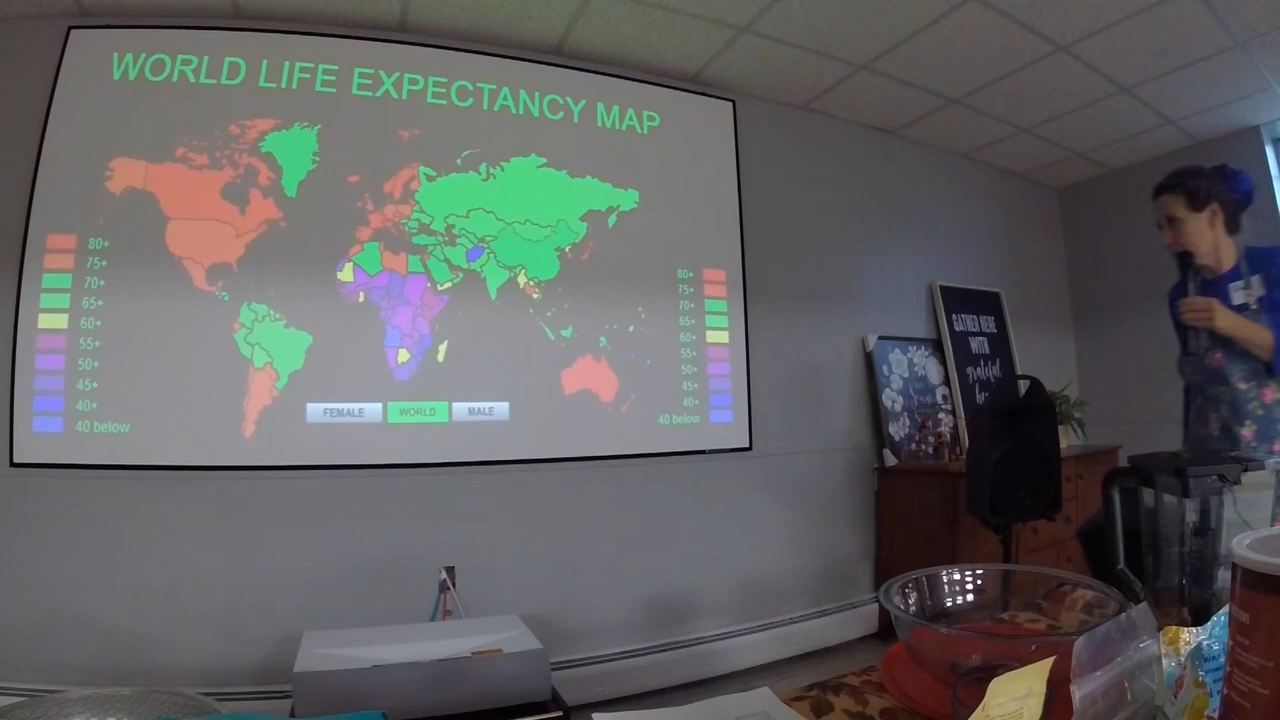 WORLD LIFE EXPECTANCY MAP
80+
75+
70+
65+
60+
55+
50+
45+
40+
40 below
FEMALE
WORLD
MALE
80+
75+
70+
65+
60+
55+
50+
45+
40+
40 below
GATHER HERE
WITH
grateful